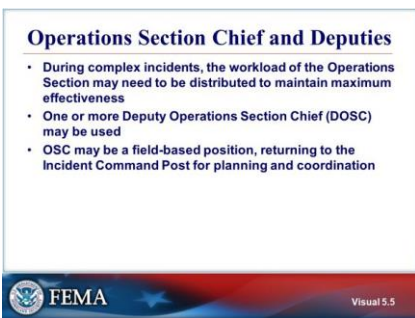 Operations Section Chief and Deputies
• During complex incidents, the workload of the Operations
Section may need to be distributed to maintain maximum
effectiveness
• One or more Deputy Operations Section Chief (DOSC)
may be used
• OSC may be a field-based position, returning to the
Incident Command Post for planning and coordination
FEMA
Visual 5.5